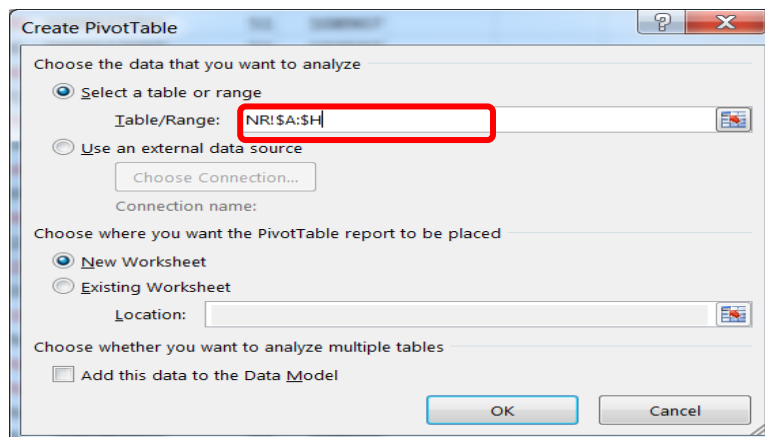 Create PivotTable
Choose the data that you want to analyze
Select a table or range
Table/Range: NR!$A:$H
Use an external data source
Choose Connection...
Connection name:
Choose where you want the PivotTable report to be placed
New Worksheet
Existing Worksheet
Location:
Choose whether you want to analyze multiple tables
Add this data to the Data Model
OK Cancel